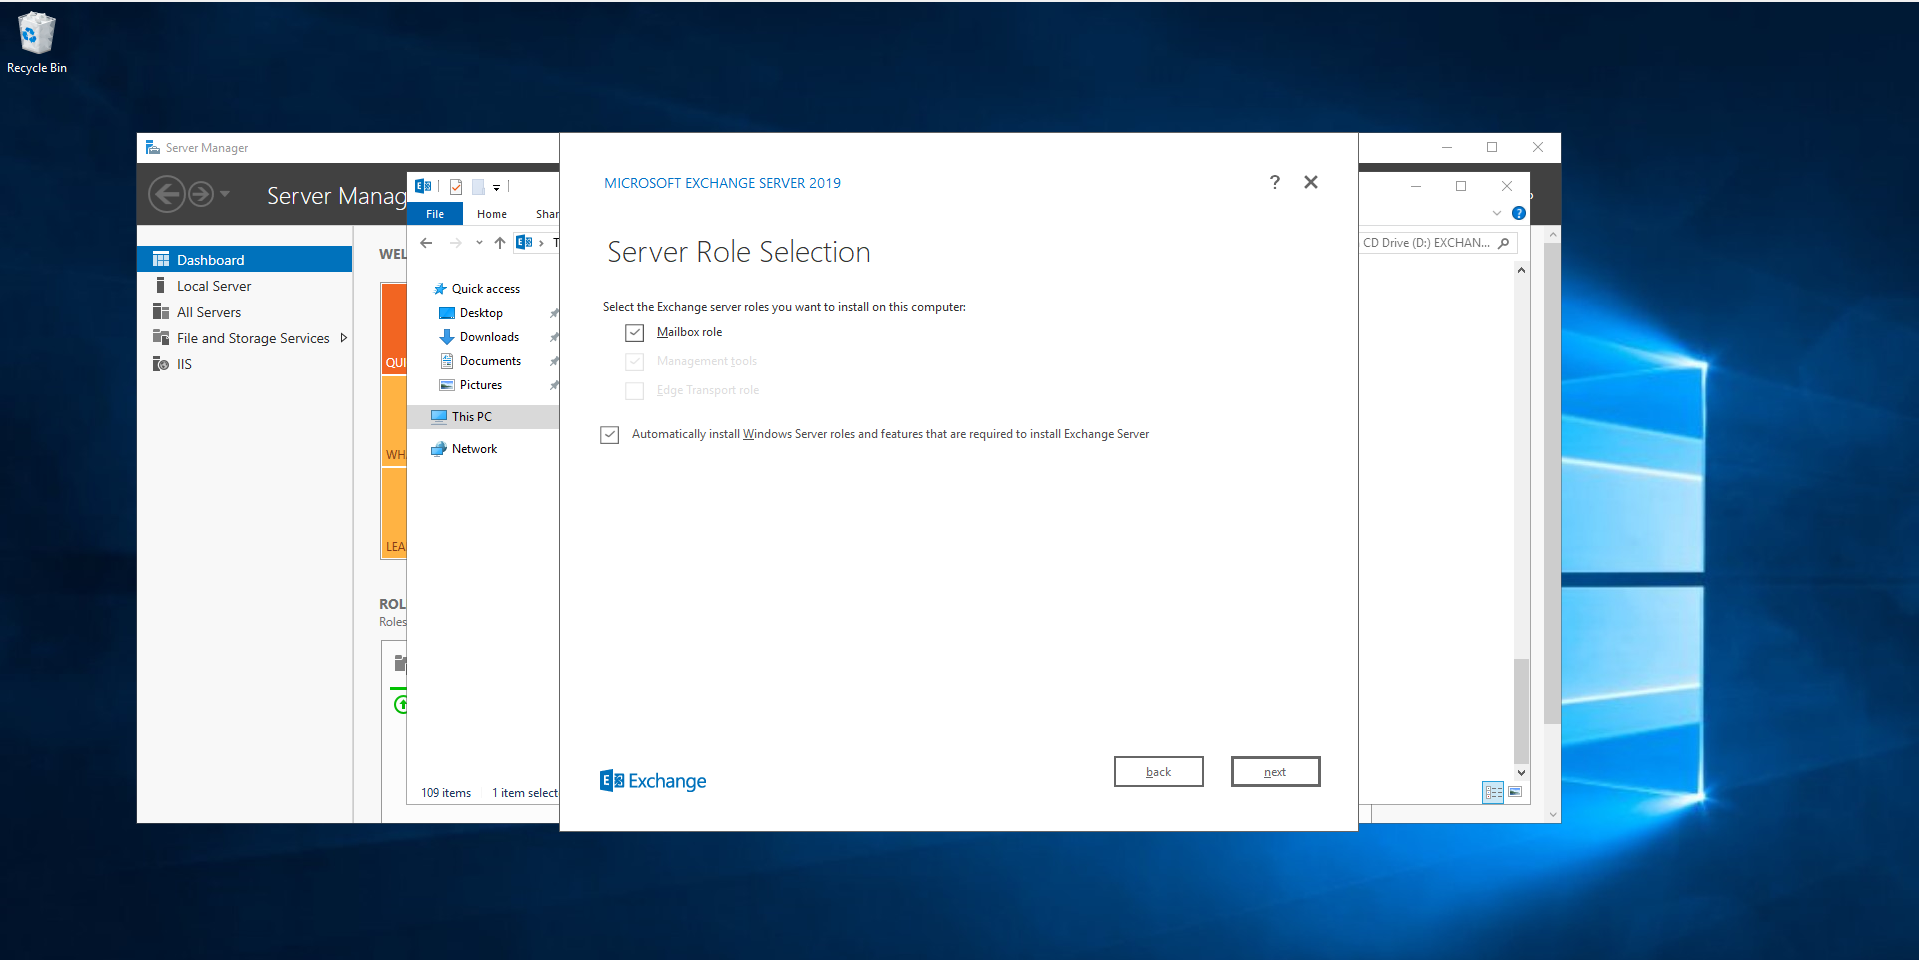 Recycle Bin
Server Manager
Server Manag
File
Home
Shar
CD Drive (D:) EXCHAN...
Dashboard
Local Server
All Servers
File and Storage Services
IIS
WEL
QUI
WH
LEA
ROL
Roles
Quick access
Desktop
Downloads
Documents
Pictures
This PC
Network
109 items
1 item select
MICROSOFT EXCHANGE SERVER 2019
?
Server Role Selection
Select the Exchange server roles you want to install on this computer:
Mailbox role
Management tools
Edge Transport role
Automatically install Windows Server roles and features that are required to install Exchange Server
Exchange
back
next